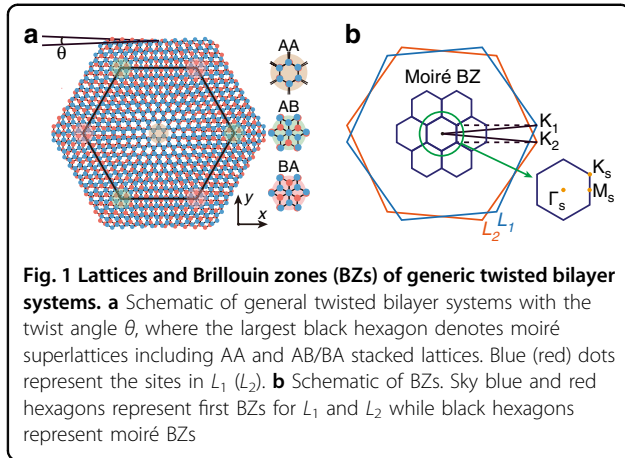 a
θ
AA
AB
BA
y
x
b
Moiré BZ
K₁
K₂
Kₛ
Mₛ
Γₛ
L₁
L₂
Fig. 1 Lattices and Brillouin zones (BZs) of generic twisted bilayer
systems. a Schematic of general twisted bilayer systems with the
twist angle θ, where the largest black hexagon denotes moiré
superlattices including AA and AB/BA stacked lattices. Blue (red) dots
represent the sites in L₁ (L₂). b Schematic of BZs. Sky blue and red
hexagons represent first BZs for L₁ and L₂ while black hexagons
represent moiré BZs